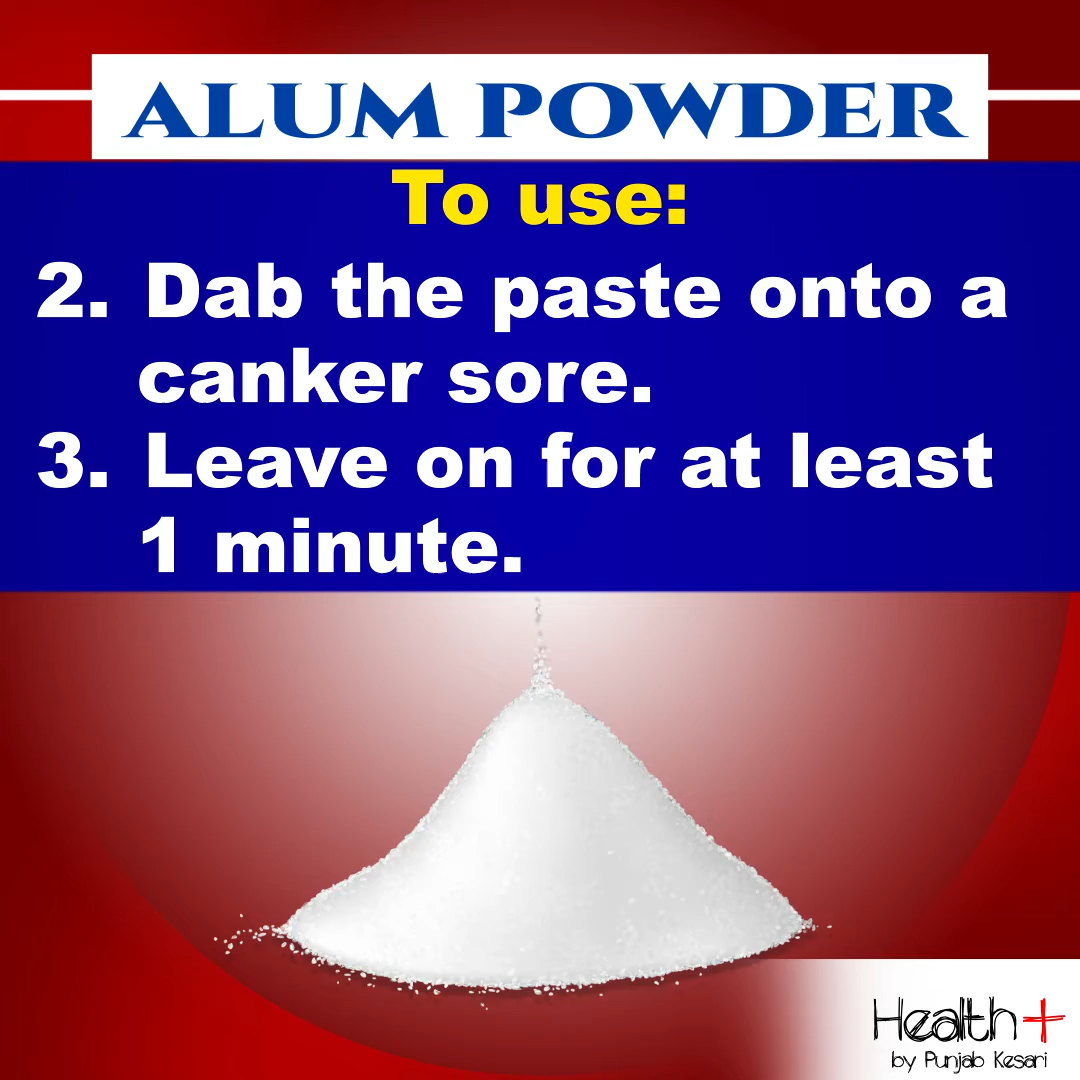 ALUM POWDER
To use:
2. Dab the paste onto a
canker sore.
3. Leave on for at least
1 minute.
Health+
by Punjab Kesari